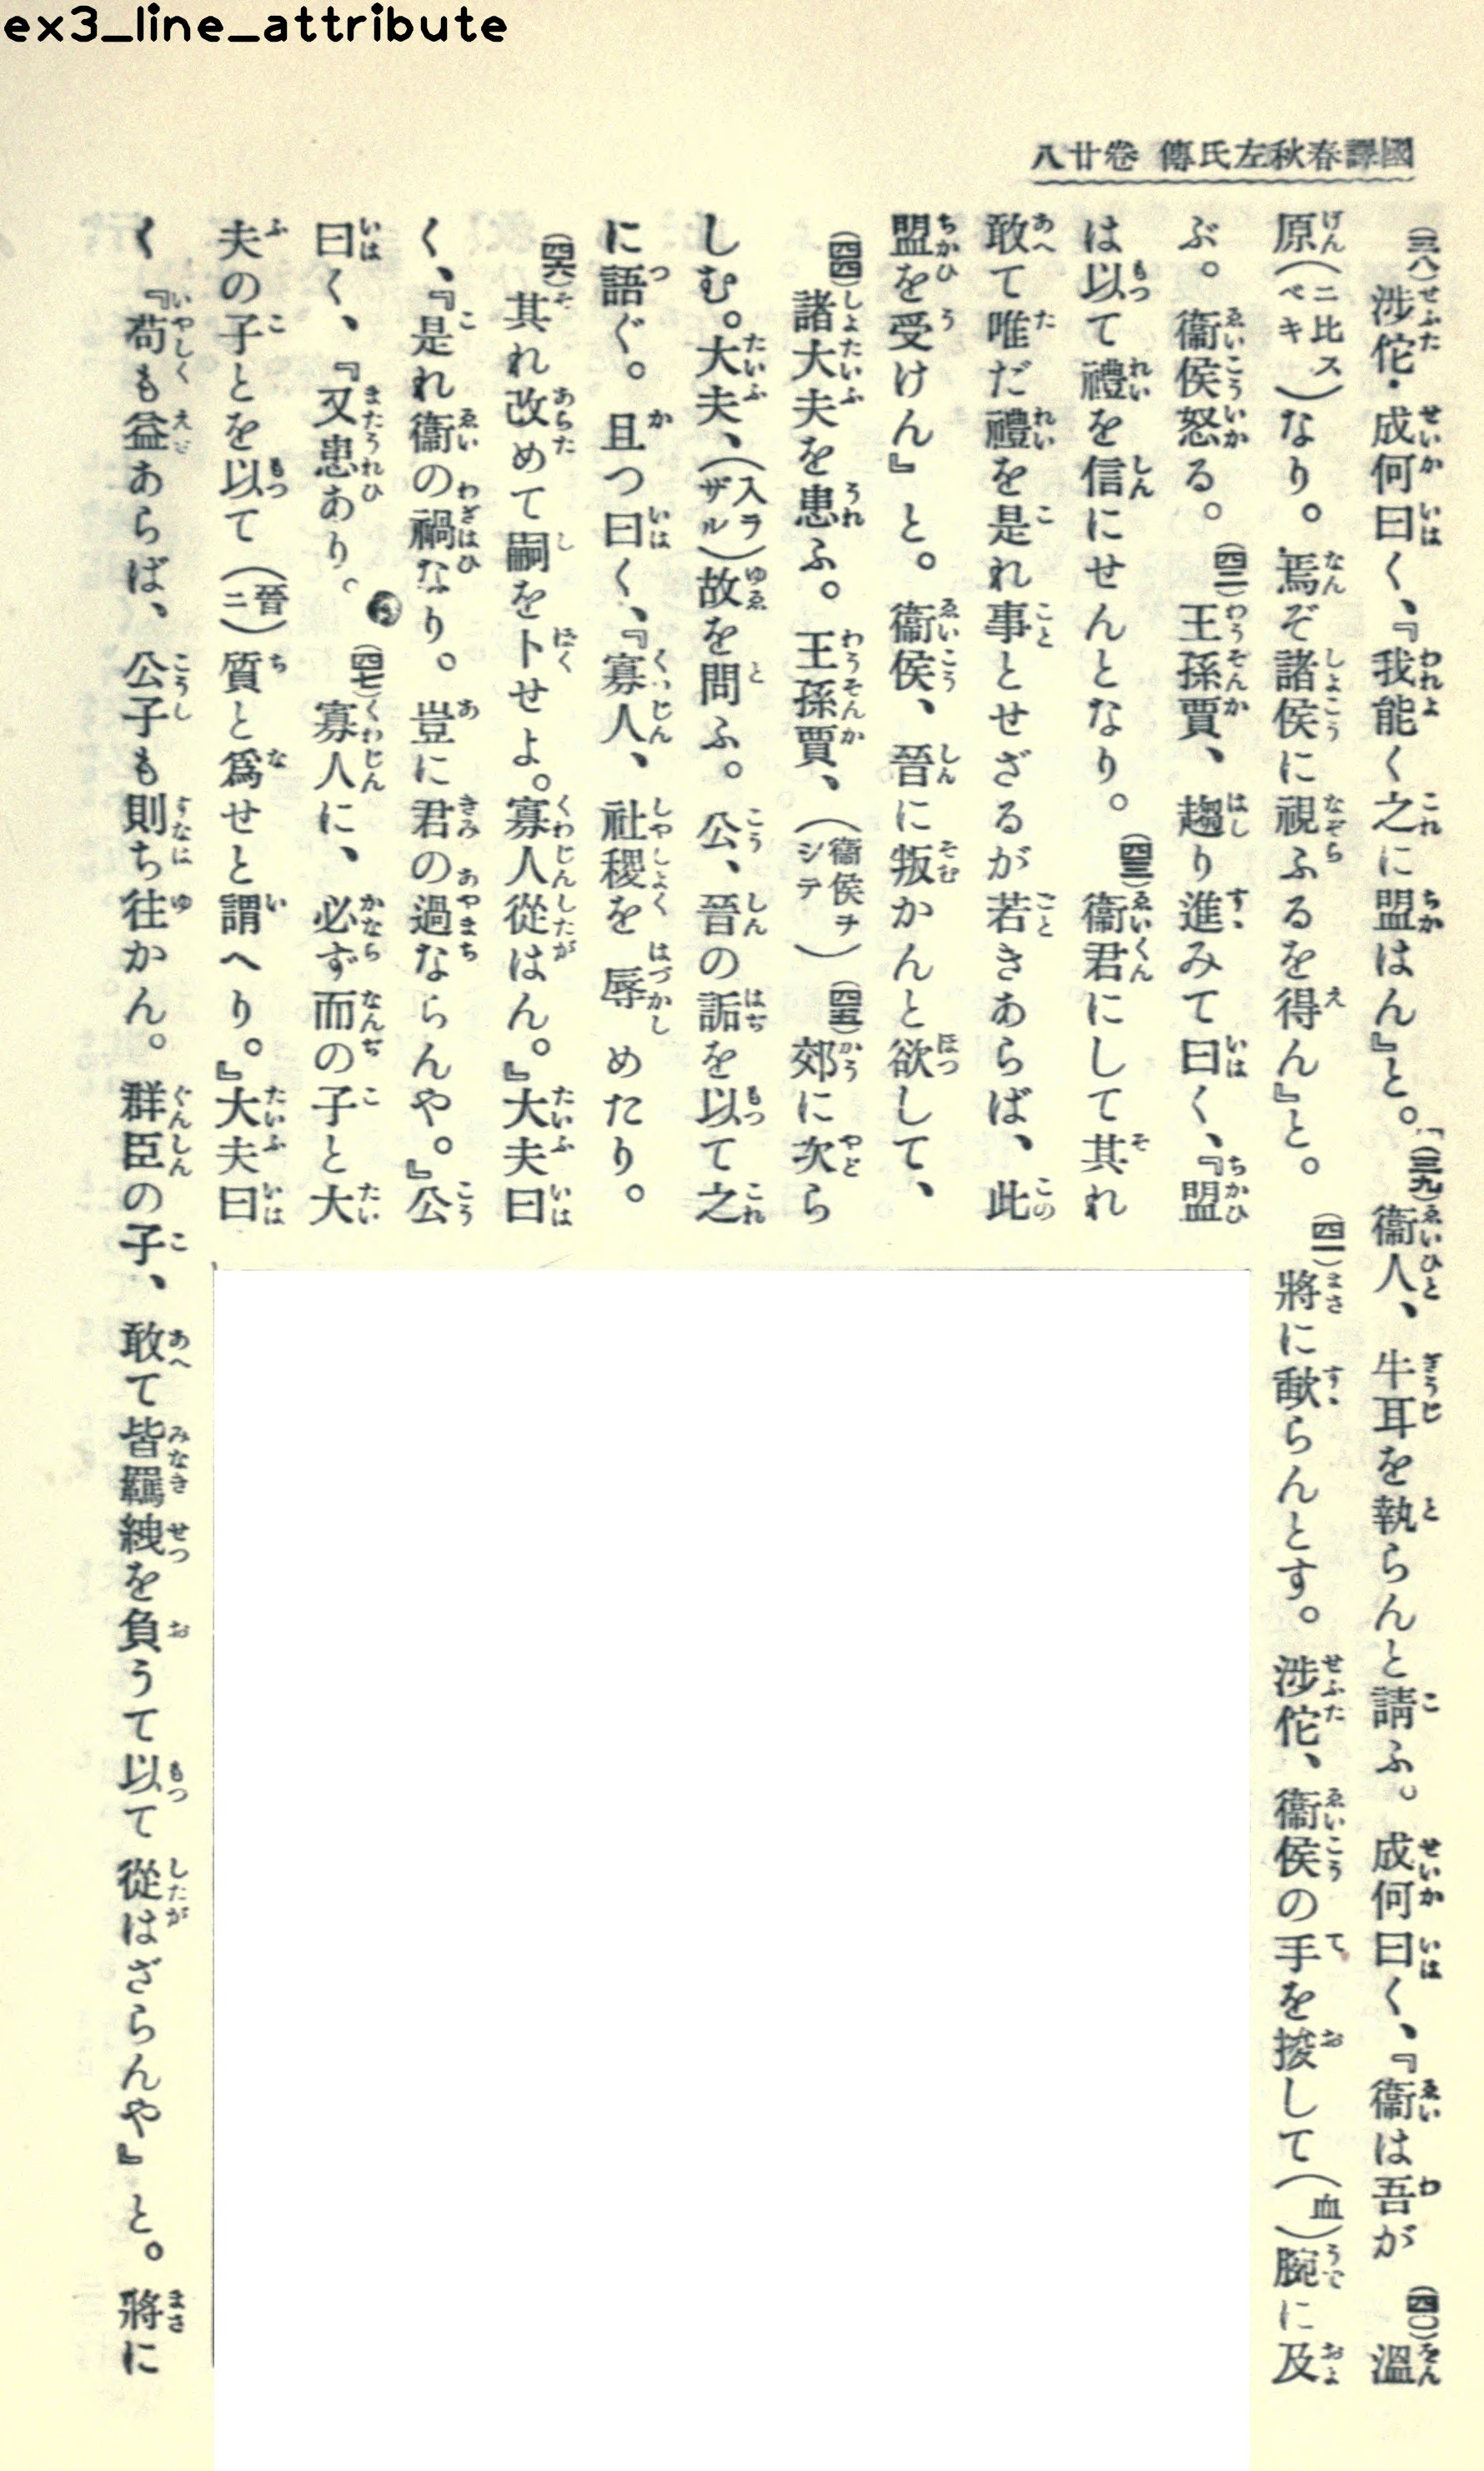 ex3_line_attribute
國譯春秋左氏傳 卷廿八
(三八)涉佗・成何曰く、『我能く之に盟はん』と。「(三九)衞人、牛耳を執らんと請ふ。成何曰く、『衞は吾が(四〇)溫
原(ニ比スベキ)なり。焉ぞ諸侯に視ふるを得ん』と。(四一)將に歃らんとす。涉佗、衞侯の手を捘して(血)腕に及
ぶ。衞侯怒る。(四二)王孫賈、趨り進みて曰く、『盟
は以て禮を信にせんとなり。(四三)衞君にして其れ
敢て唯だ禮を是れ事とせざるが若きあらば、此
盟を受けん』と。衞侯、晉に叛かんと欲して、
(四四)諸大夫を患ふ。王孫賈、(衞侯ヲシテ)(四五)郊に次ら
しむ。大夫、(入ラザル)故を問ふ。公、晉の詬を以て之
に語ぐ。且つ曰く、『寡人、社稷を辱めたり。
(四六)其れ改めて嗣を卜せよ。寡人從はん。』大夫曰
く、『是れ衞の禍なり。豈に君の過ならんや。』公
曰く、『又患あり。(四七)寡人に、必ず而の子と大
夫の子とを以て(晉ニ)質と爲せと謂へり。』大夫曰
く『苟も益あらば、公子も則ち往かん。群臣の子、敢て皆羈絏を負うて以て從はざらんや』と。將に